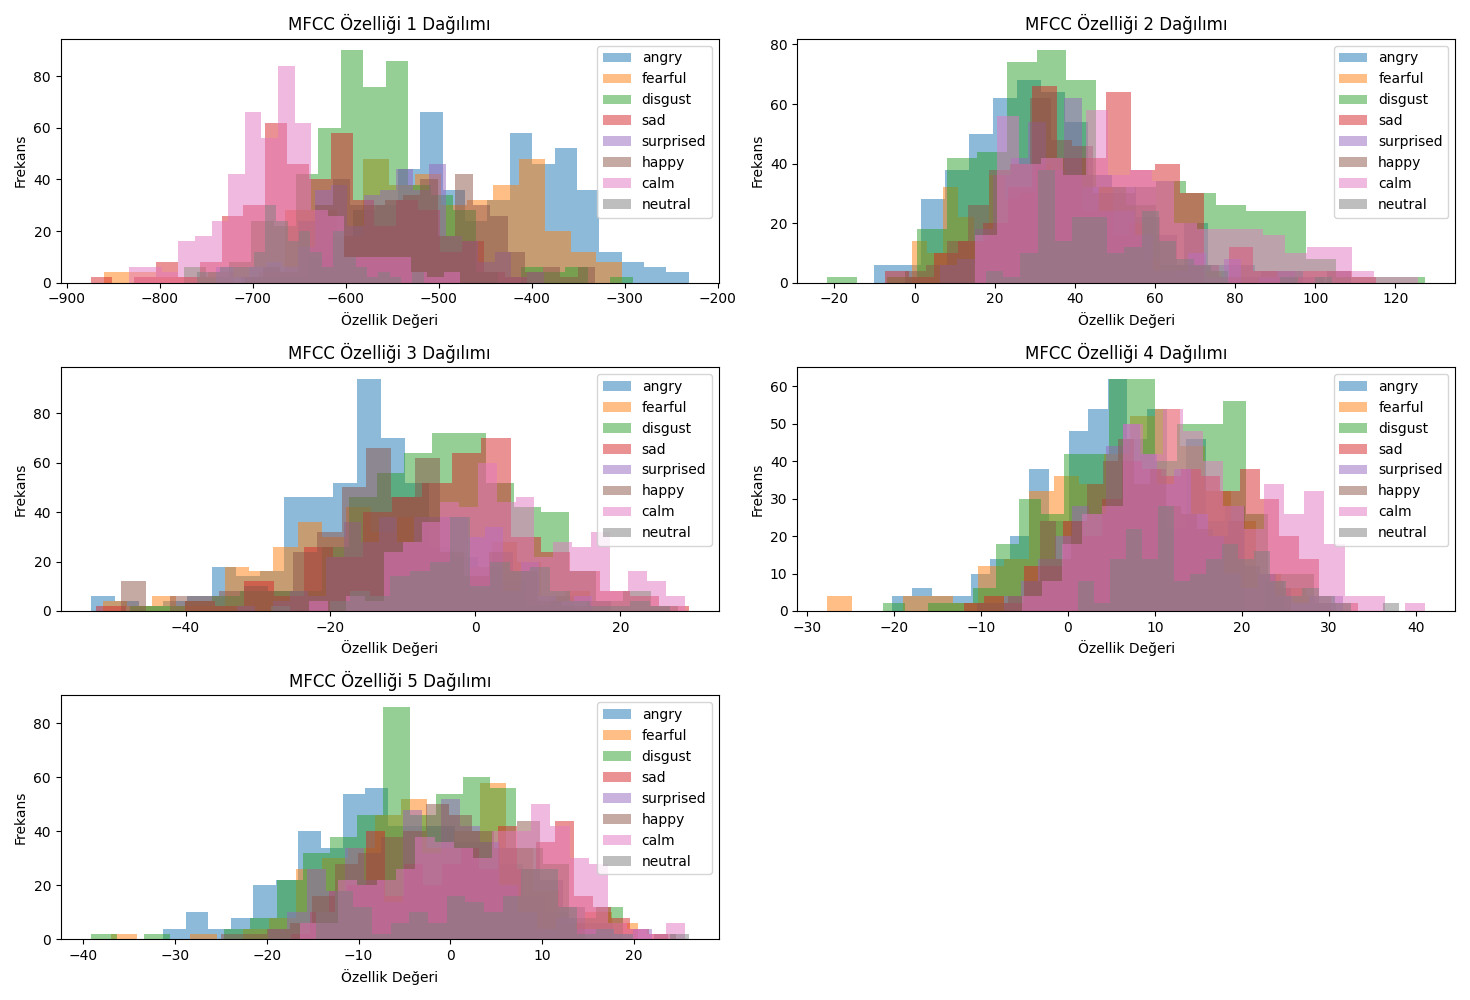 MFCC Özelliği 1 Dağılımı
Frekans
80
60
40
20
0
−900 −800 −700 −600 −500 −400 −300 −200
Özellik Değeri
angry
fearful
disgust
sad
surprised
happy
calm
neutral
MFCC Özelliği 2 Dağılımı
Frekans
80
60
40
20
0
−20 0 20 40 60 80 100 120
Özellik Değeri
angry
fearful
disgust
sad
surprised
happy
calm
neutral
MFCC Özelliği 3 Dağılımı
Frekans
80
60
40
20
0
−40 −20 0 20
Özellik Değeri
angry
fearful
disgust
sad
surprised
happy
calm
neutral
MFCC Özelliği 4 Dağılımı
Frekans
60
50
40
30
20
10
0
−30 −20 −10 0 10 20 30 40
Özellik Değeri
angry
fearful
disgust
sad
surprised
happy
calm
neutral
MFCC Özelliği 5 Dağılımı
Frekans
80
60
40
20
0
−40 −30 −20 −10 0 10 20
Özellik Değeri
angry
fearful
disgust
sad
surprised
happy
calm
neutral